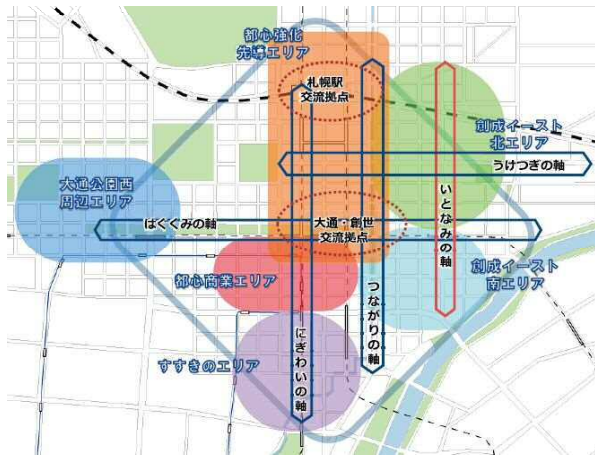 都心強化
先導エリア
札幌駅
交流拠点
創成イースト
北エリア
うけつぎの軸
大通公園西
周辺エリア
はぐくみの軸
大通・創世
交流拠点
いとなみの軸
都心商業エリア
つながりの軸
創成イースト
南エリア
すすきのエリア
にぎわいの軸